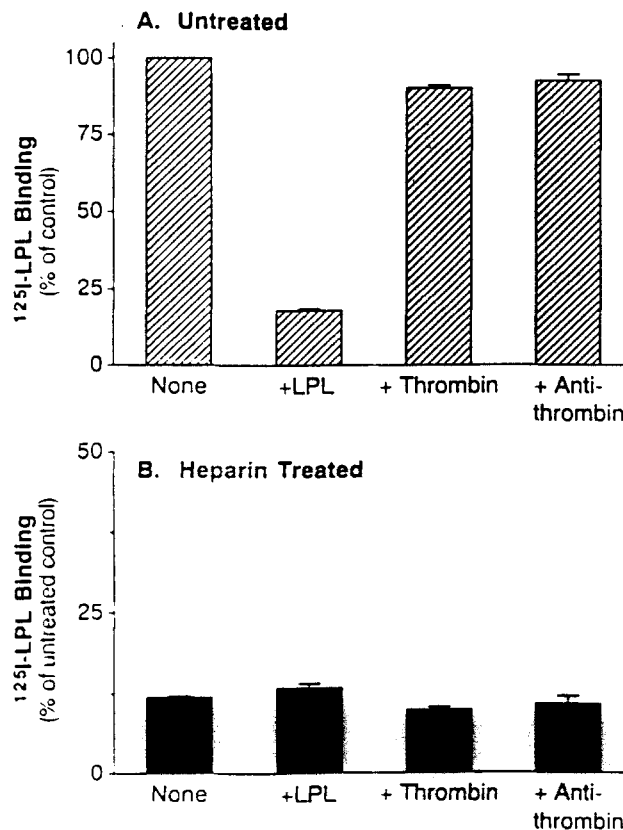 A. Untreated
100
75
50
25
0
125I-LPL Binding
(% of control)
None
+LPL
+ Thrombin
+ Anti-
thrombin
B. Heparin Treated
50
25
0
125I-LPL Binding
(% of untreated control)
None
+LPL
+ Thrombin
+ Anti-
thrombin